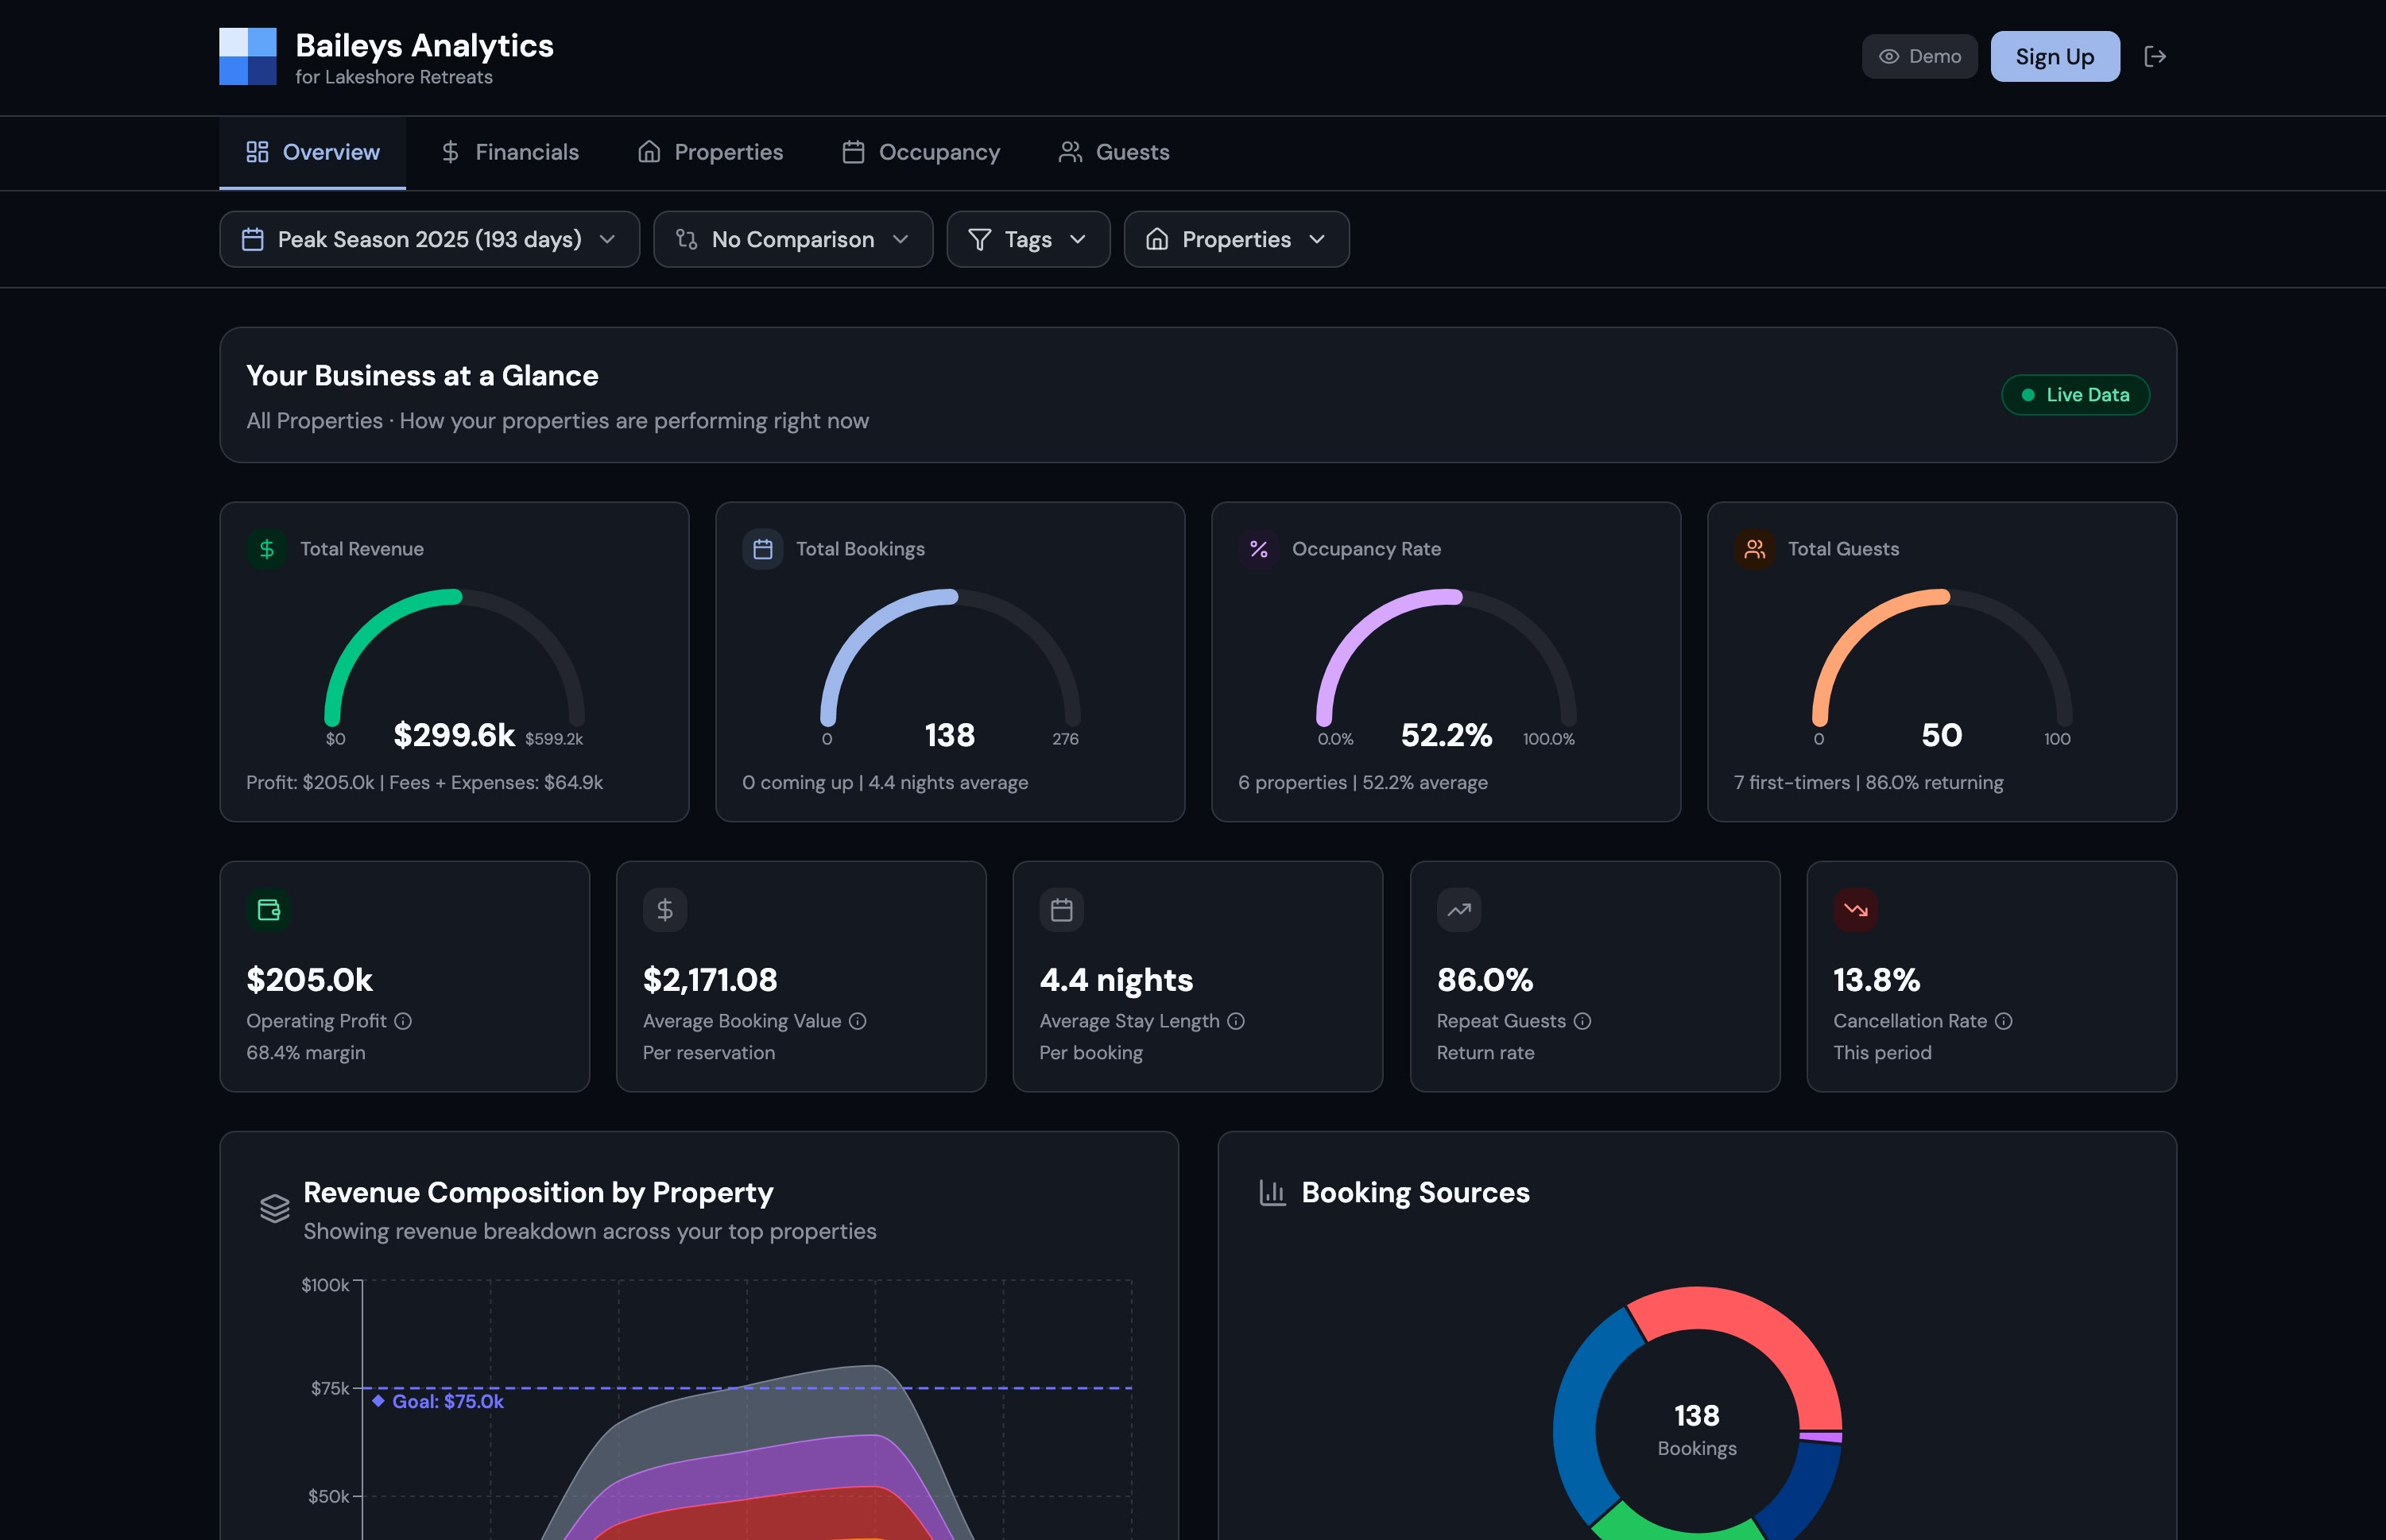 Baileys Analytics
for Lakeshore Retreats
Demo
Sign Up
Overview
Financials
Properties
Occupancy
Guests
Peak Season 2025 (193 days)
No Comparison
Tags
Properties
Your Business at a Glance
All Properties · How your properties are performing right now
Live Data
Total Revenue
$0
$299.6k
$599.2k
Profit: $205.0k | Fees + Expenses: $64.9k
Total Bookings
0
138
276
0 coming up | 4.4 nights average
Occupancy Rate
0.0%
52.2%
100.0%
6 properties | 52.2% average
Total Guests
0
50
100
7 first-timers | 86.0% returning
$205.0k
Operating Profit
68.4% margin
$2,171.08
Average Booking Value
Per reservation
4.4 nights
Average Stay Length
Per booking
86.0%
Repeat Guests
Return rate
13.8%
Cancellation Rate
This period
Revenue Composition by Property
Showing revenue breakdown across your top properties
$100k
$75k
Goal: $75.0k
$50k
Booking Sources
138
Bookings